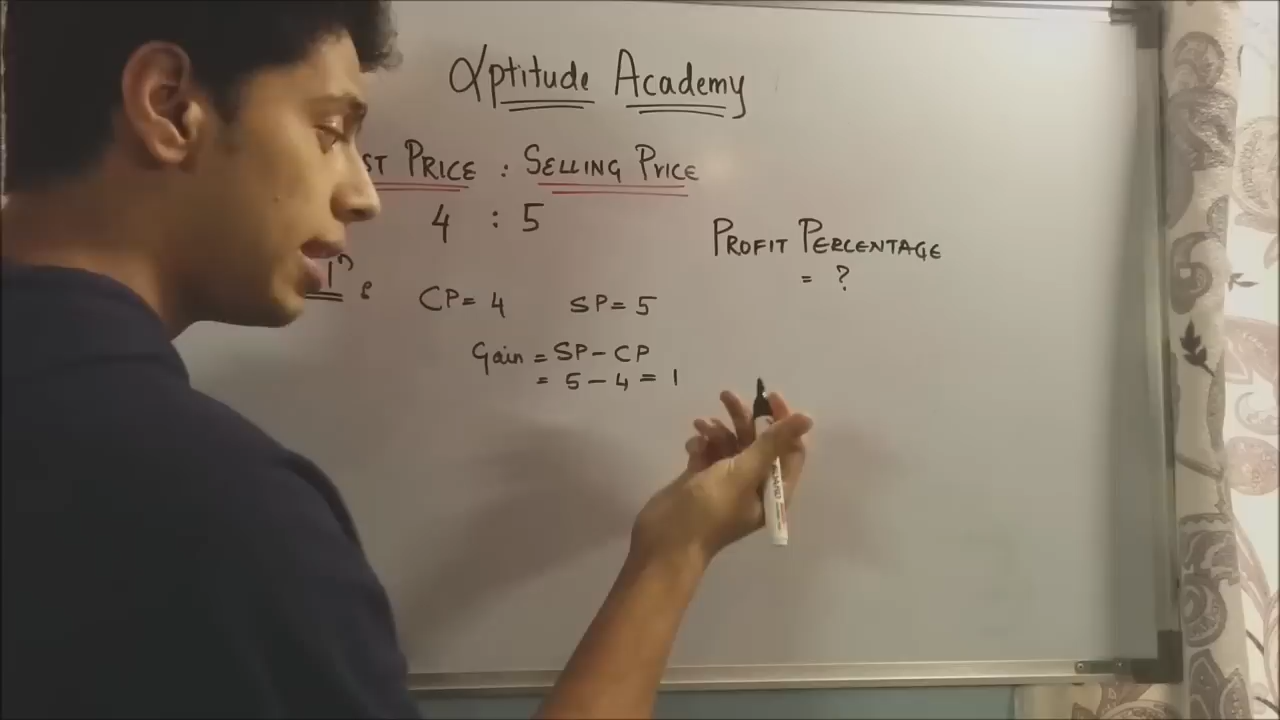 αptitude Academy
ST PRICE : SELLING PRICE
4 : 5
PROFIT PERCENTAGE
= ?
CP = 4 SP = 5
Gain = SP - CP
= 5 - 4 = 1